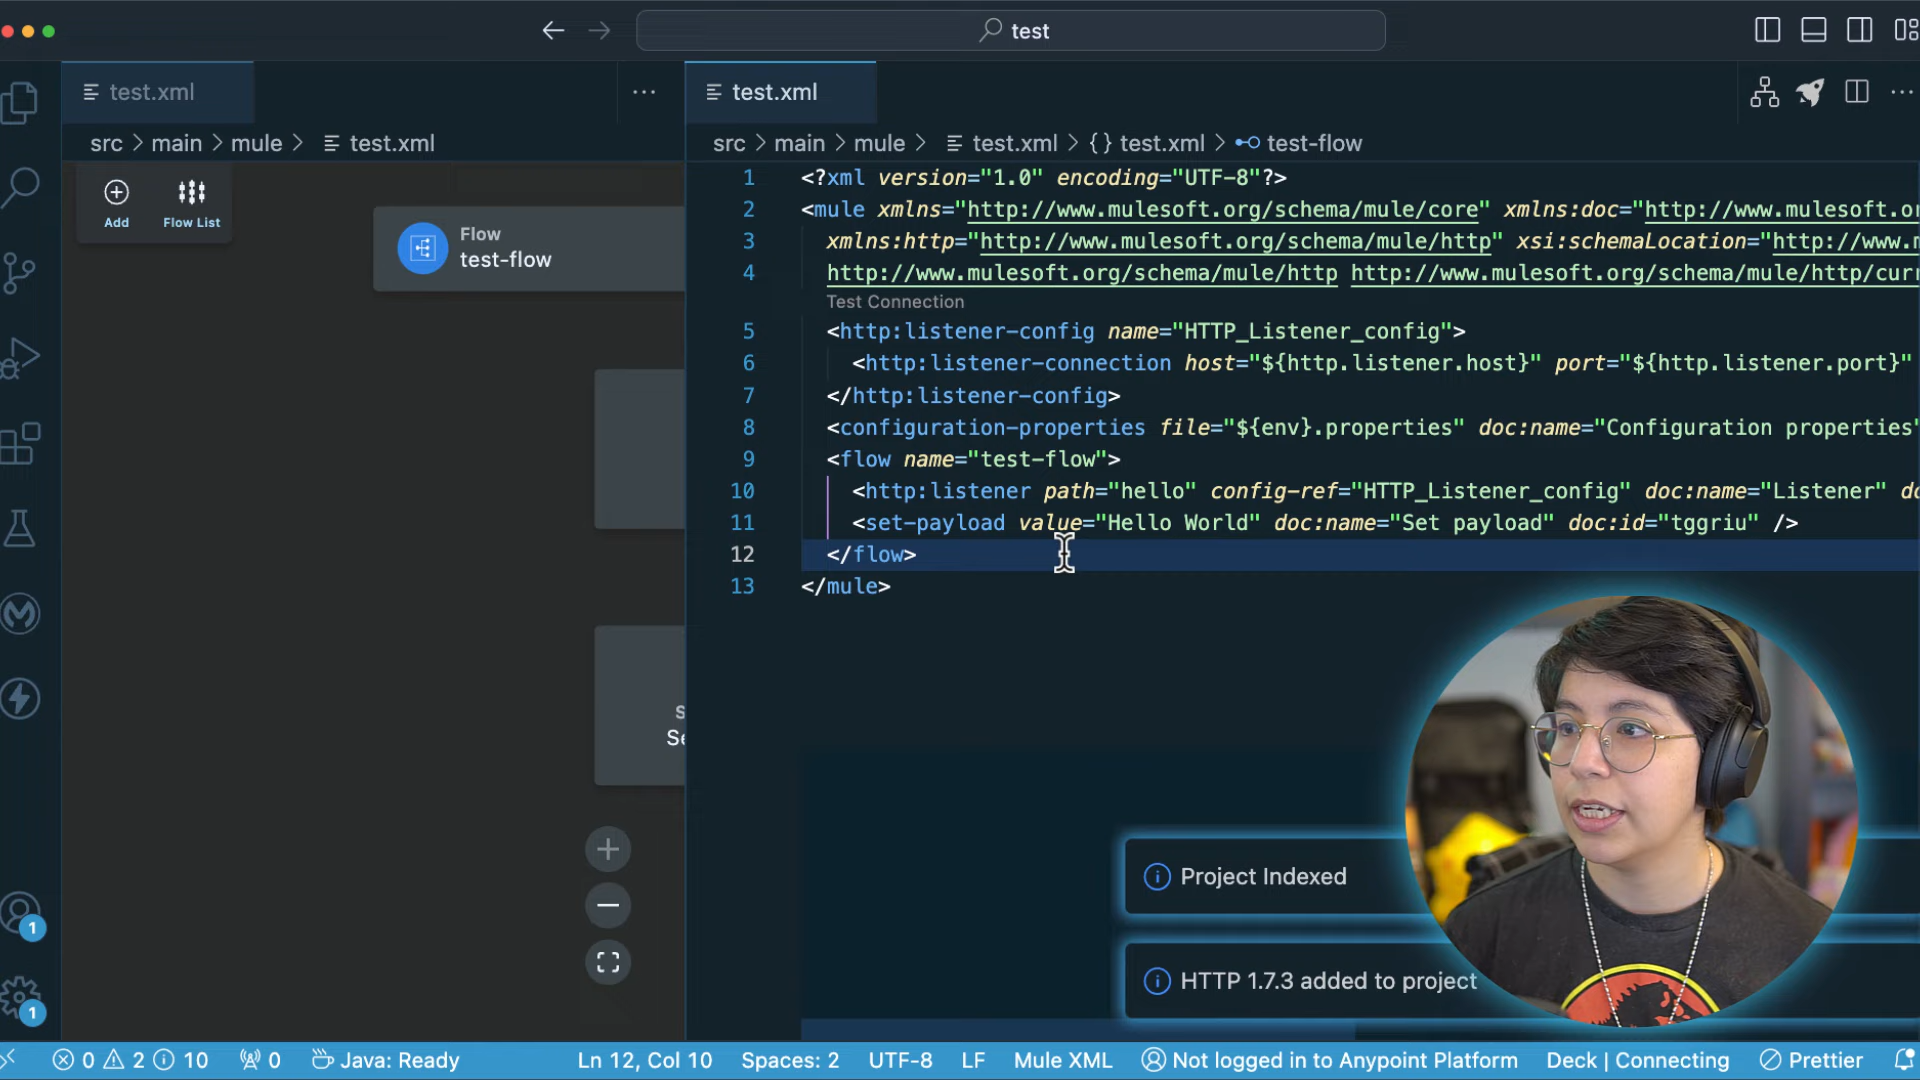 test
test.xml
src > main > mule > test.xml
Add
Flow List
Flow
test-flow
Se
test.xml
src > main > mule > test.xml > {} test.xml > test-flow
1 <?xml version="1.0" encoding="UTF-8"?>
2 <mule xmlns="http://www.mulesoft.org/schema/mule/core" xmlns:doc="http://www.mulesoft.or
3 xmlns:http="http://www.mulesoft.org/schema/mule/http" xsi:schemaLocation="http://www.m
4 http://www.mulesoft.org/schema/mule/http http://www.mulesoft.org/schema/mule/http/curr
Test Connection
5 <http:listener-config name="HTTP_Listener_config">
6 <http:listener-connection host="${http.listener.host}" port="${http.listener.port}"
7 </http:listener-config>
8 <configuration-properties file="${env}.properties" doc:name="Configuration properties"
9 <flow name="test-flow">
10 <http:listener path="hello" config-ref="HTTP_Listener_config" doc:name="Listener" do
11 <set-payload value="Hello World" doc:name="Set payload" doc:id="tggriu" />
12 </flow>
13 </mule>
Project Indexed
HTTP 1.7.3 added to project
1
1
0 2 10 0 Java: Ready Ln 12, Col 10 Spaces: 2 UTF-8 LF Mule XML Not logged in to Anypoint Platform Deck | Connecting Prettier